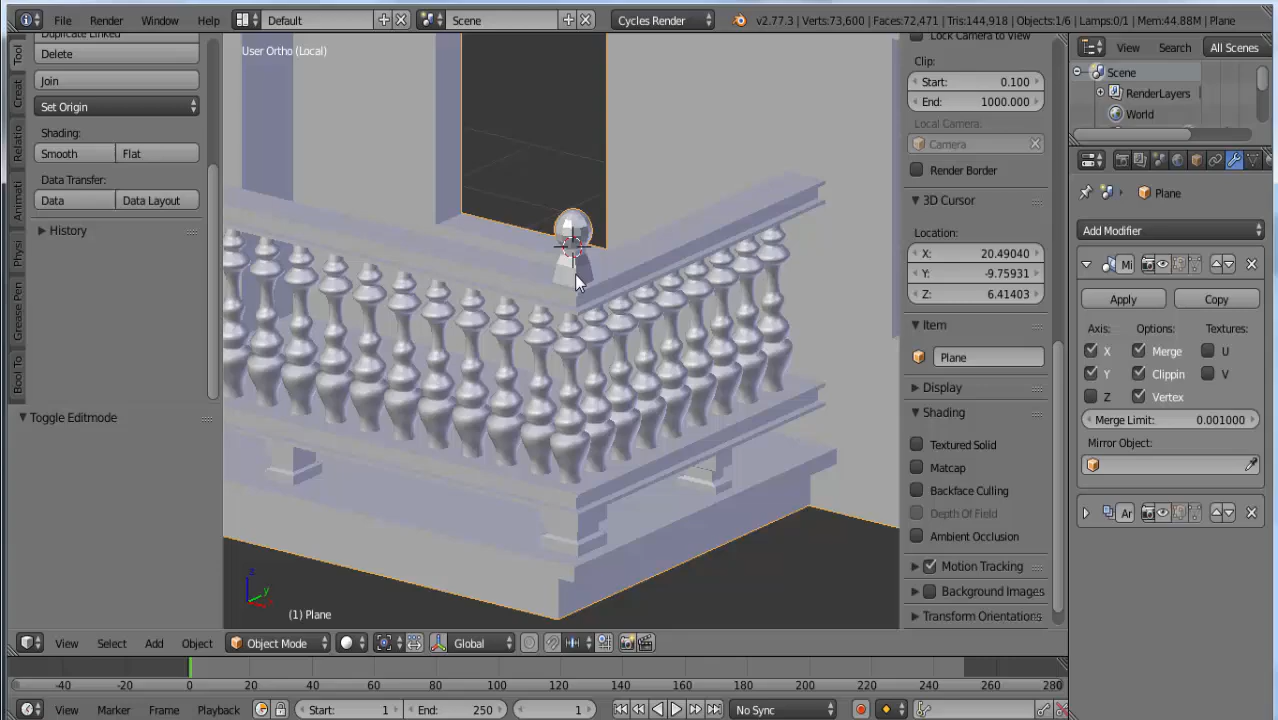 File Render Window Help Default Scene Cycles Render v2.77.3 | Verts:73,600 | Faces:72,471 | Tris:144,918 | Objects:1/6 | Lamps:0/1 | Mem:44.88M | Plane
Tool
Creat
Relatio
Animati
Physi
Grease Pen
Bool To
Duplicate Linked
Delete
Join
Set Origin
Shading:
Smooth Flat
Data Transfer:
Data Data Layout
History
Toggle Editmode
User Ortho (Local)
(1) Plane
z
y
Lock Camera to View
Clip:
Start: 0.100
End: 1000.000
Local Camera:
Camera
Render Border
3D Cursor
Location:
X: 20.49040
Y: -9.75931
Z: 6.41403
Item
Plane
Display
Shading
Textured Solid
Matcap
Backface Culling
Depth Of Field
Ambient Occlusion
Motion Tracking
Background Images
Transform Orientations
View Search All Scenes
Scene
RenderLayers
World
Plane
Add Modifier
Mi
Apply Copy
Axis: Options: Textures:
X Merge U
Y Clippin V
Z Vertex
Merge Limit: 0.001000
Mirror Object:
Ar
View Select Add Object Object Mode Global
-40 -20 0 20 40 60 80 100 120 140 160 180 200 220 240 260 280
View Marker Frame Playback Start: 1 End: 250 1 No Sync